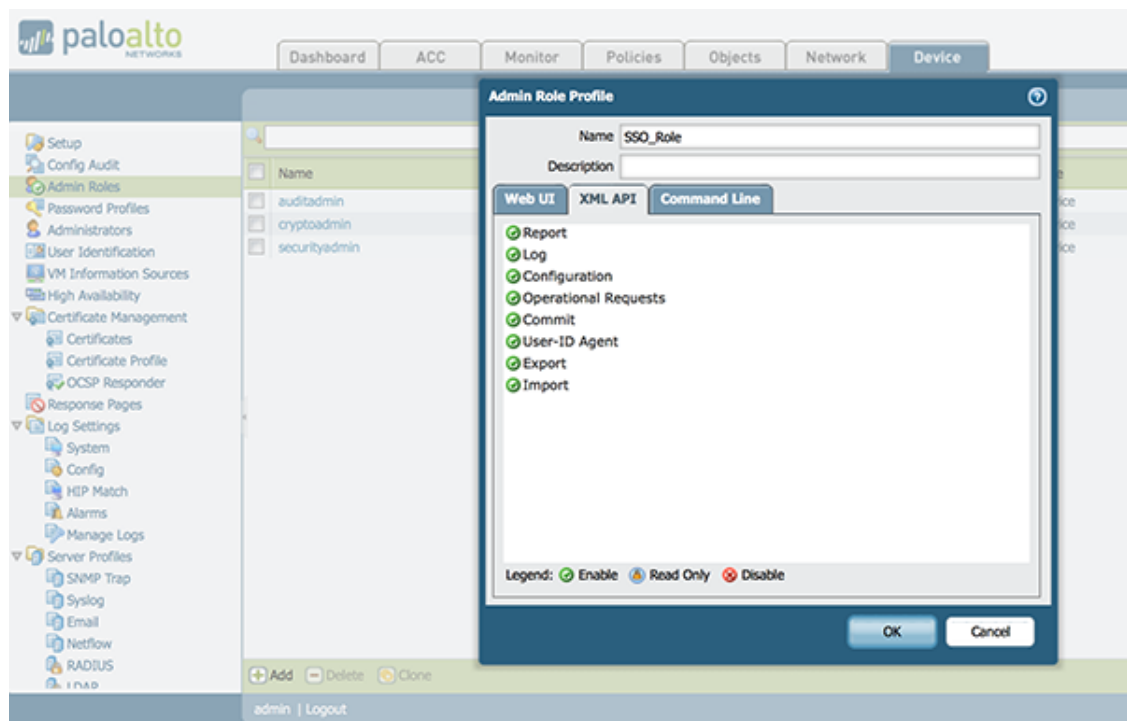 paloalto
NETWORKS
Dashboard ACC Monitor Policies Objects Network Device
Admin Role Profile
Name SSO_Role
Description
Web UI XML API Command Line
Report
Log
Configuration
Operational Requests
Commit
User-ID Agent
Export
Import
Legend: Enable Read Only Disable
OK Cancel
Setup
Config Audit
Admin Roles
Password Profiles
Administrators
User Identification
VM Information Sources
High Availability
Certificate Management
Certificates
Certificate Profile
OCSP Responder
Response Pages
Log Settings
System
Config
HIP Match
Alarms
Manage Logs
Server Profiles
SNMP Trap
Syslog
Email
Netflow
RADIUS
LDAP
Name
auditadmin
cryptoadmin
securityadmin
Add Delete Clone
admin | Logout